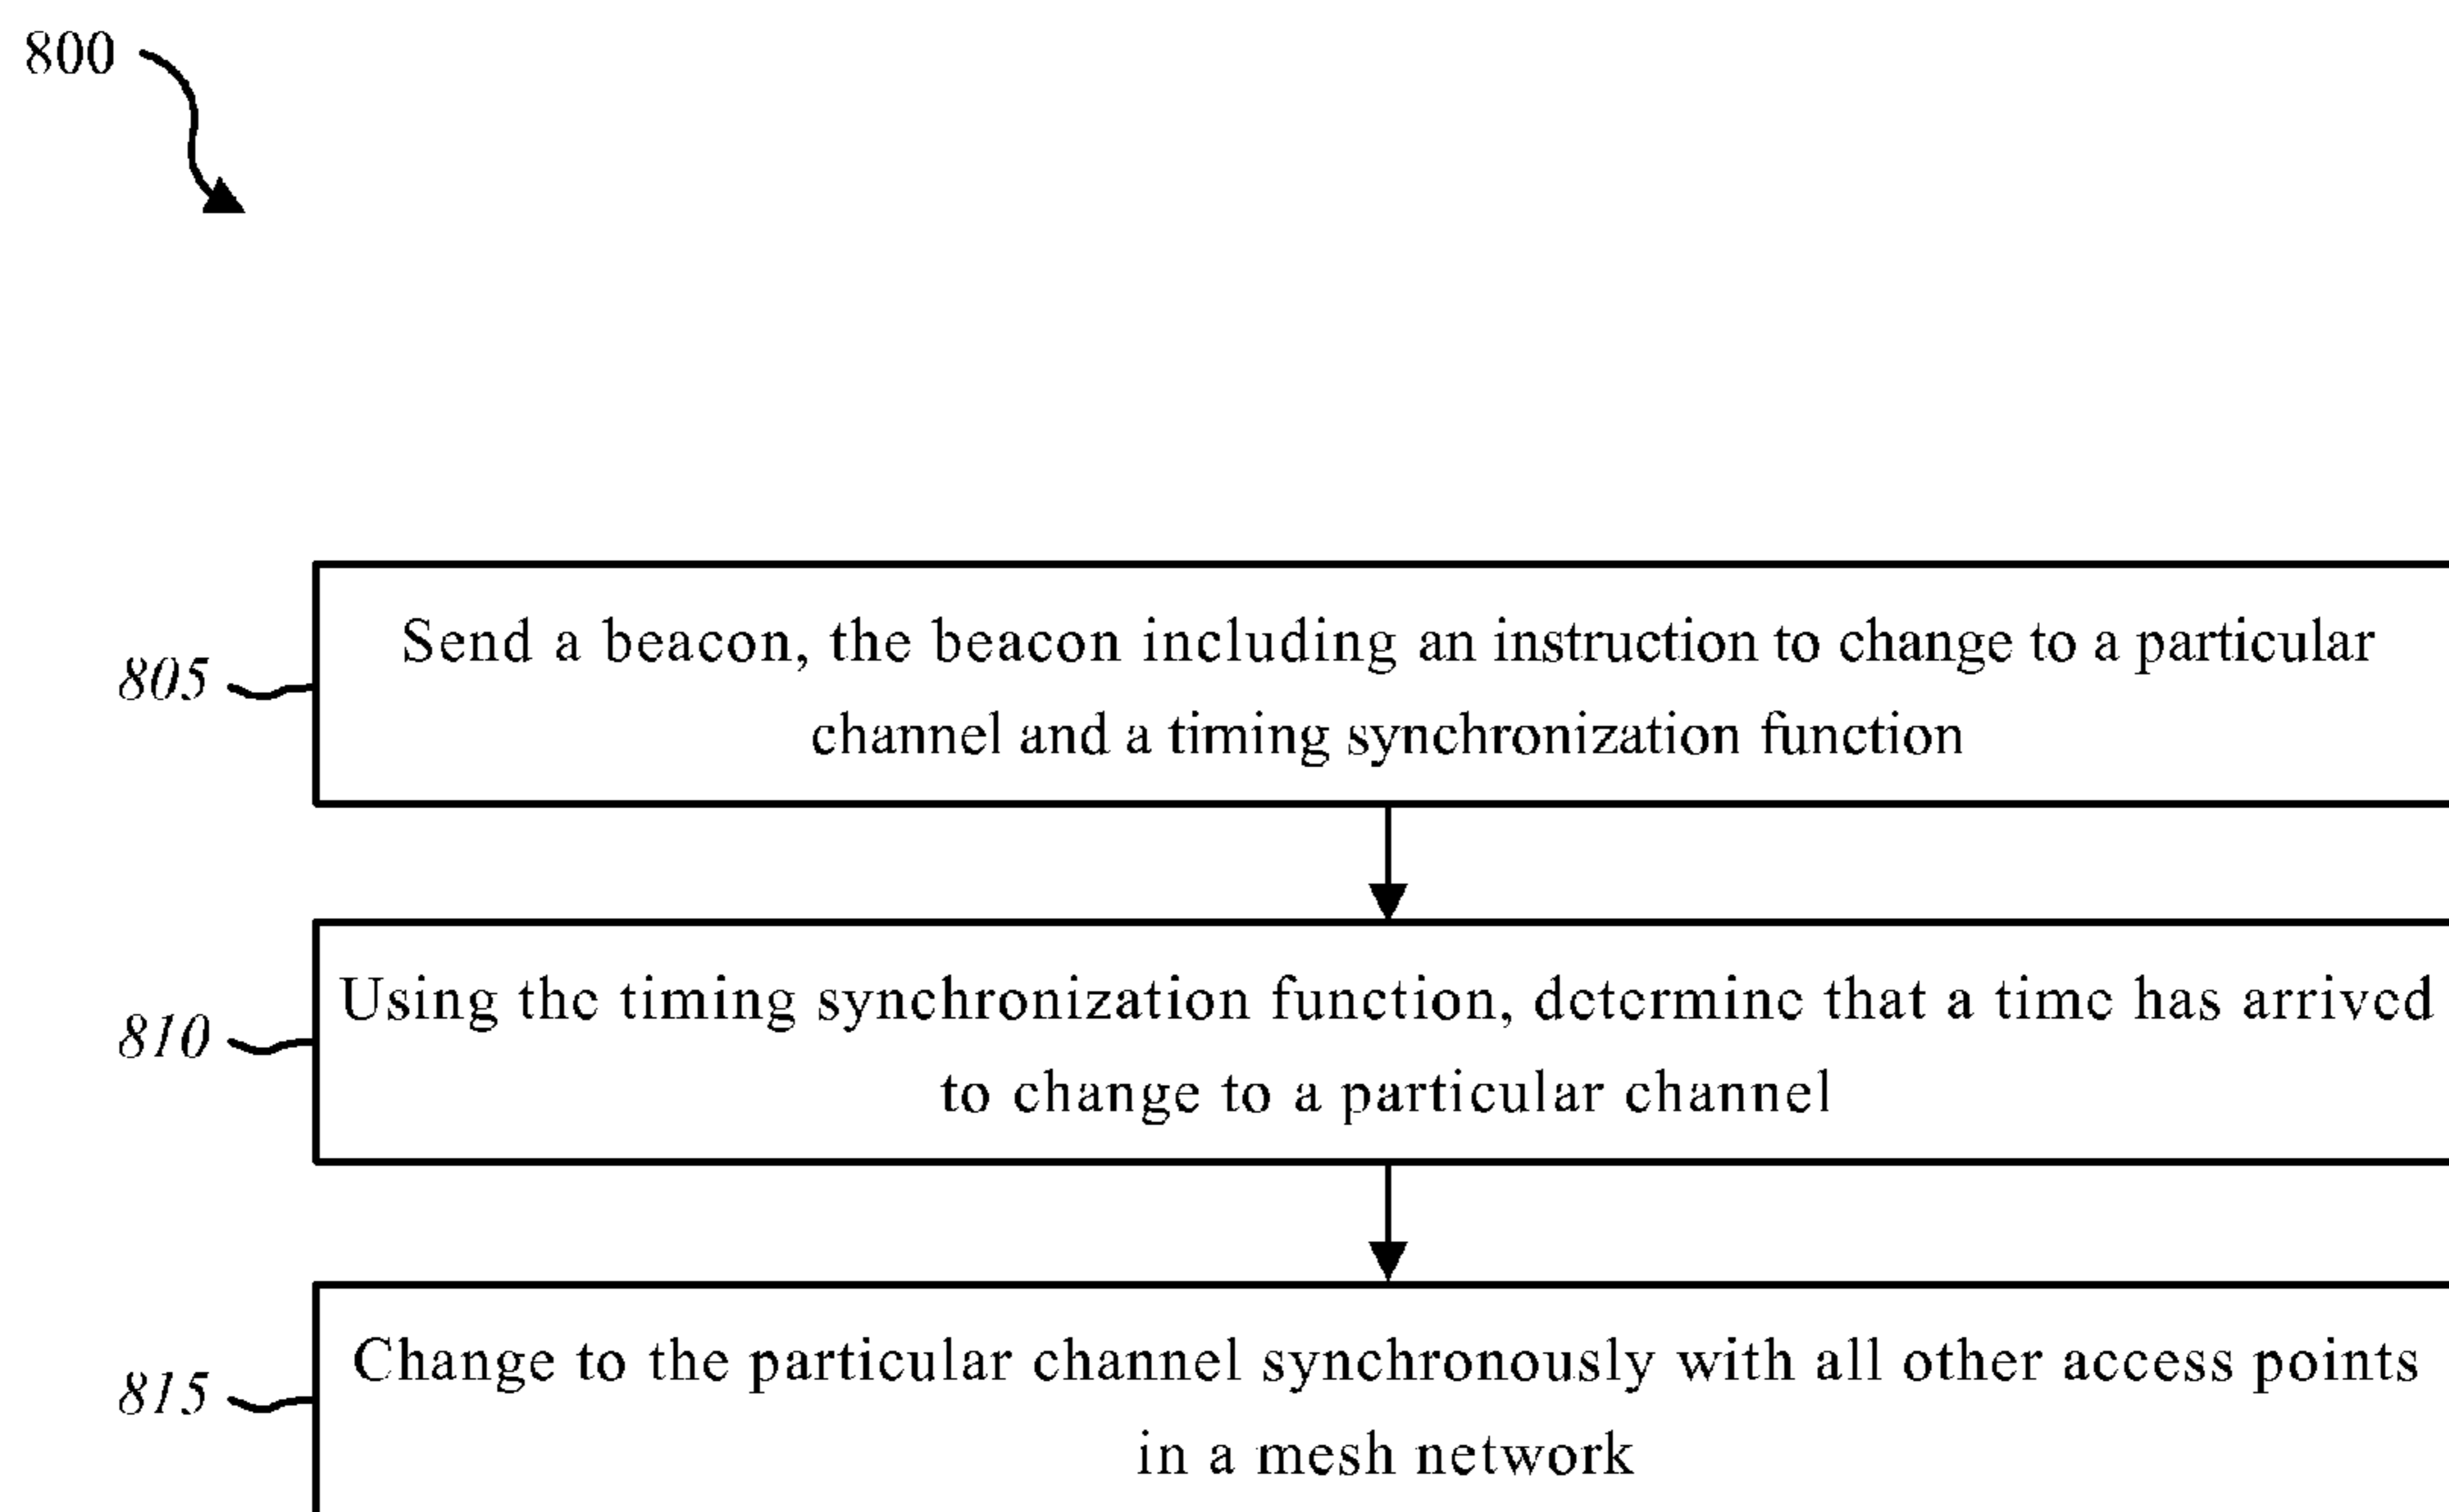 800
Send a beacon, the beacon including an instruction to change to a particular
805
channel and a timing synchronization function
Using the timing synchronization function, determine that a time has arrived
810
to change to a particular channel
Change to the particular channel synchronously with all other access points
815
in a mesh network